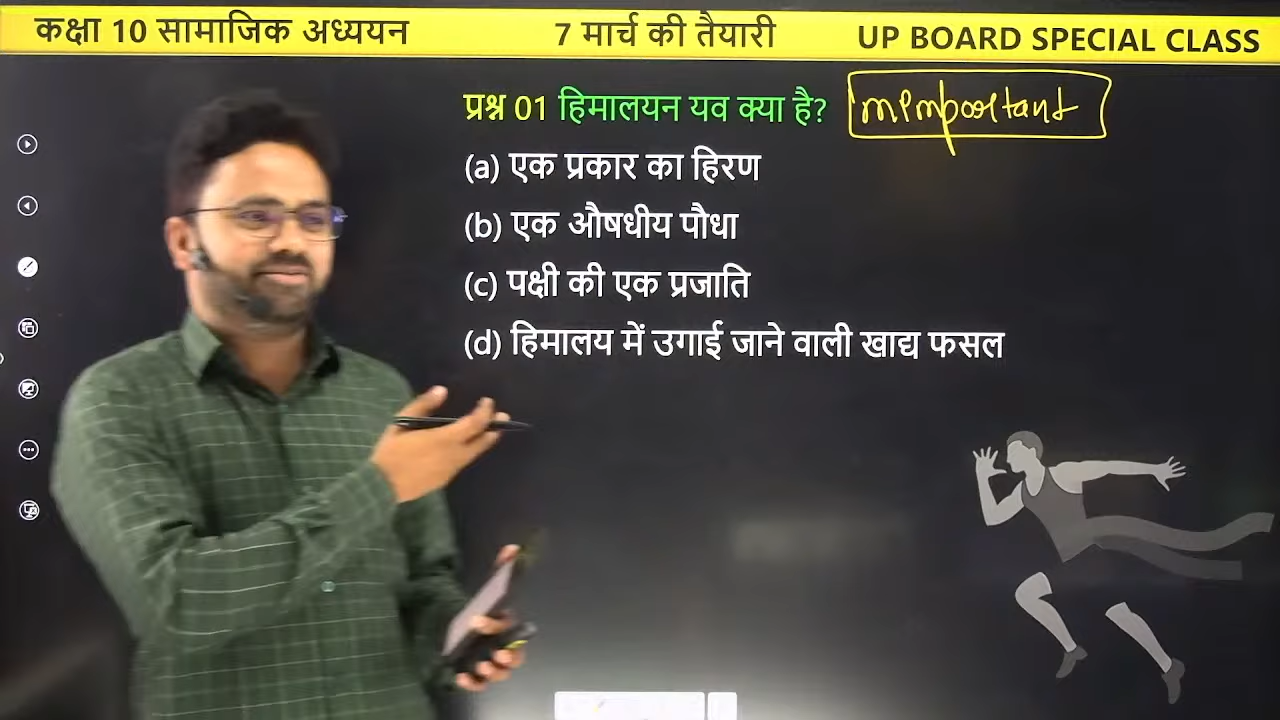 कक्षा 10 सामाजिक अध्ययन 7 मार्च की तैयारी UP BOARD SPECIAL CLASS
प्रश्न 01 हिमालयन यव क्या है?
(a) एक प्रकार का हिरण
(b) एक औषधीय पौधा
(c) पक्षी की एक प्रजाति
(d) हिमालय में उगाई जाने वाली खाद्य फसल